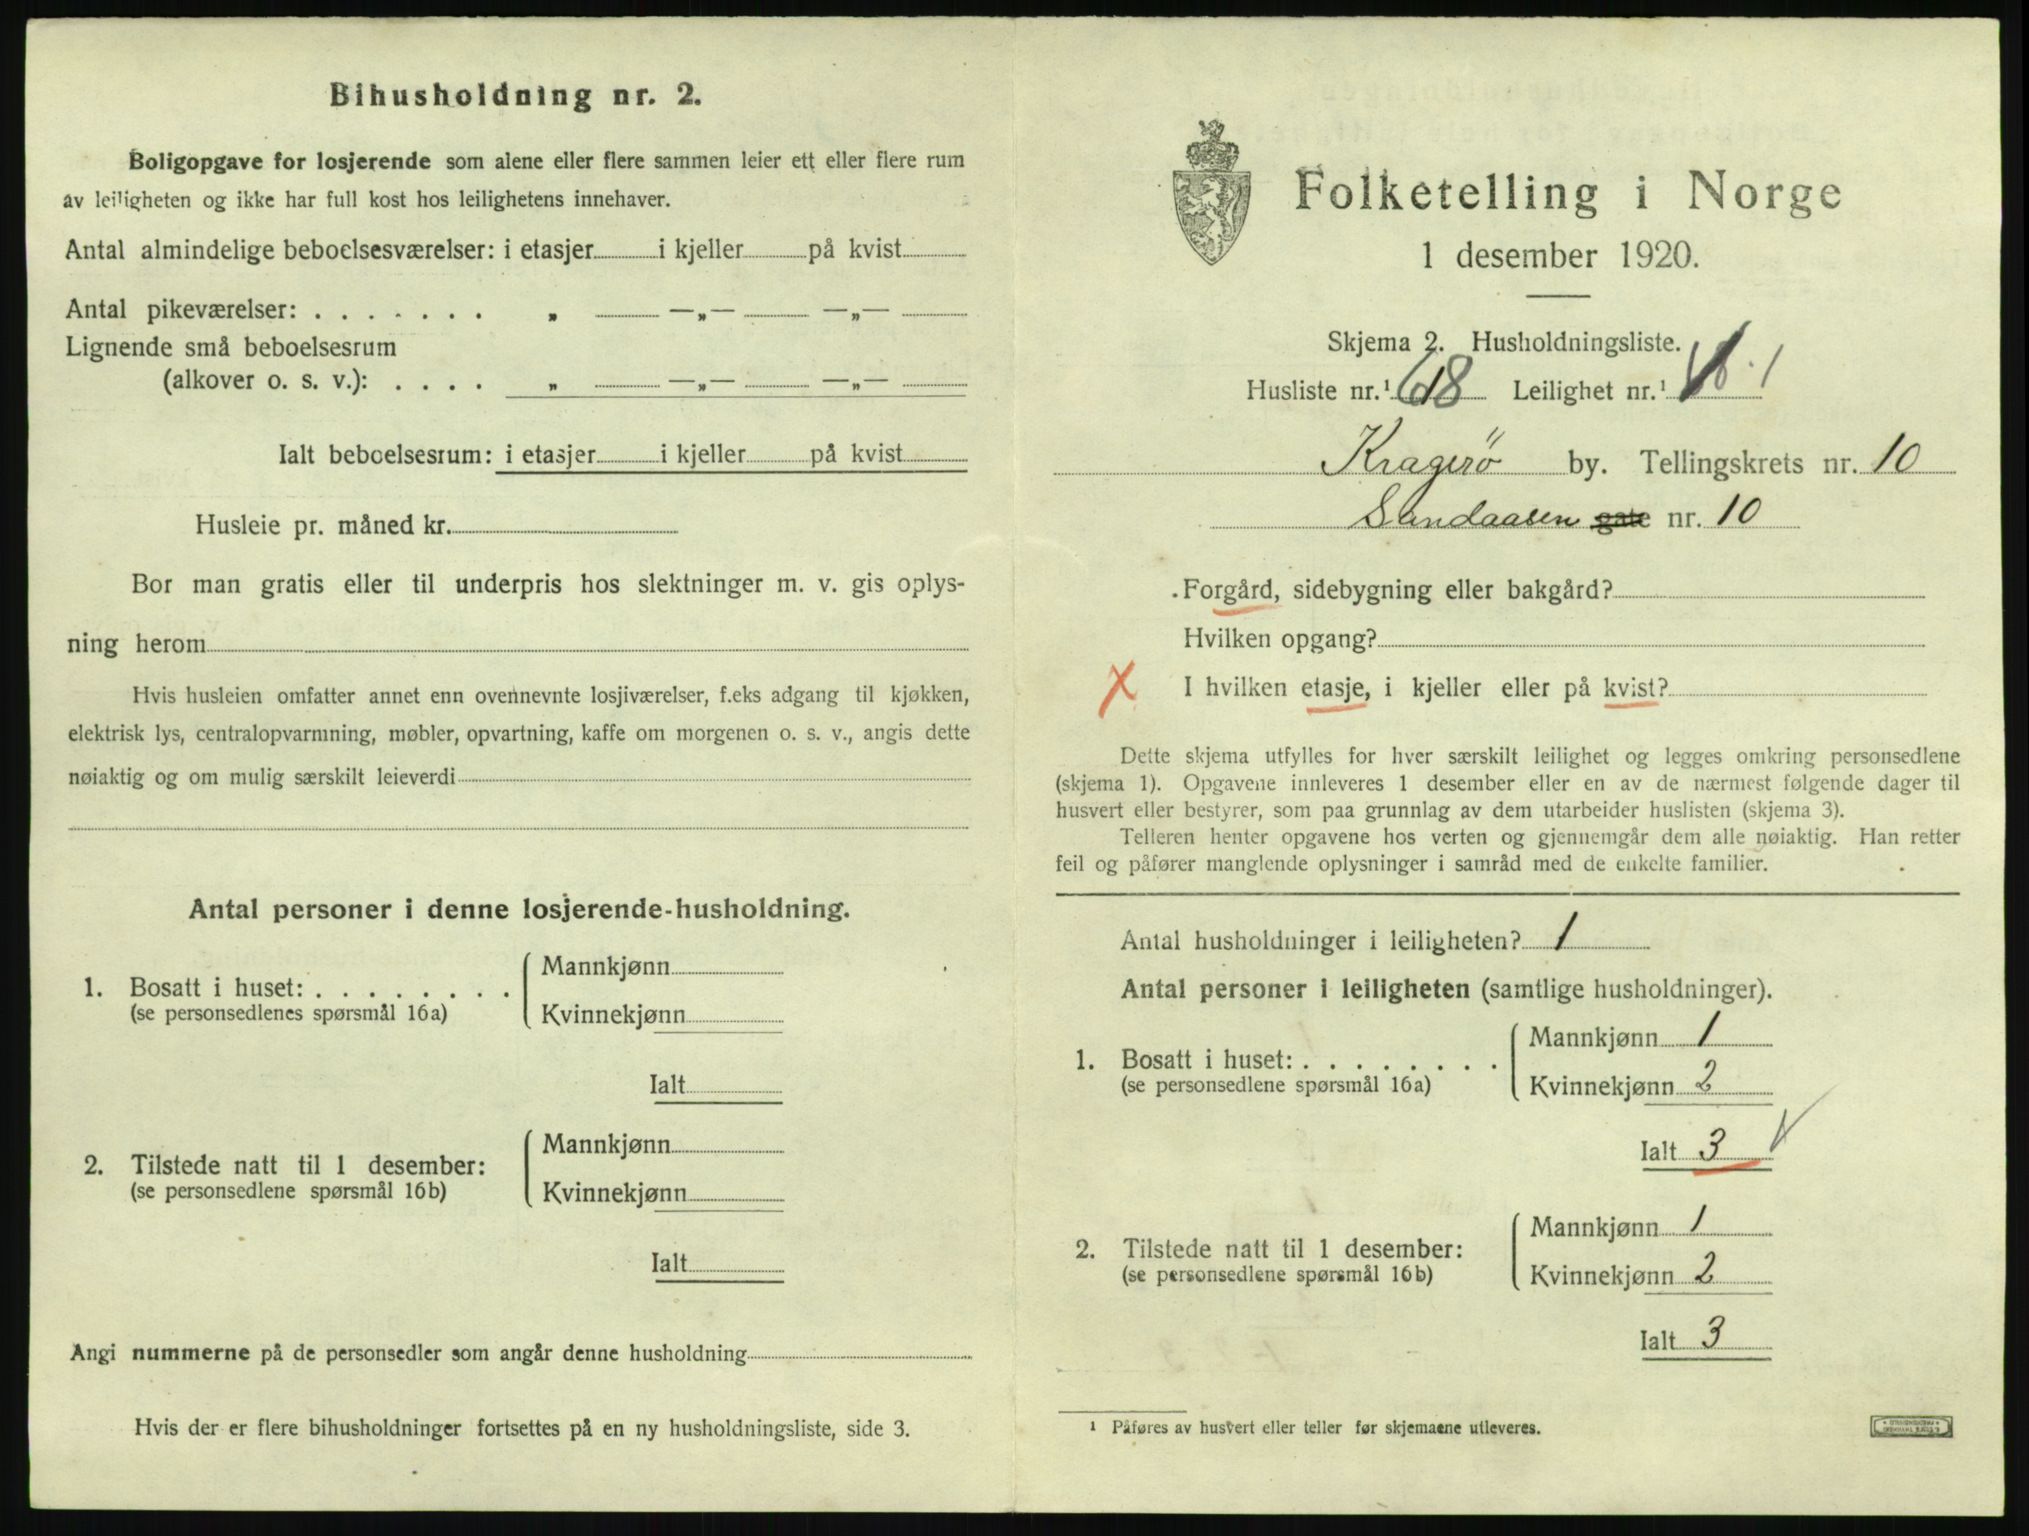 Bihusholdning nr. 2.
Boligopgave for losjerende som alene eller flere sammen leier ett eller flere rum
av leiligheten og ikke har full kost hos leilighetens innehaver.
Antal almindelige beboelsesværelser: i etasjer i kjeller på kvist
Antal pikeværelser: . . . . . . . „ —„— —„—
Lignende små beboelsesrum
(alkover o. s. v.): . . . . „ —„— —„—
Ialt beboelsesrum: i etasjer i kjeller på kvist
Husleie pr. måned kr.
Bor man gratis eller til underpris hos slektninger m. v. gis oplys-
ning herom
Hvis husleien omfatter annet enn ovennevnte losjiværelser, f.eks adgang til kjøkken,
elektrisk lys, centralopvarmning, møbler, opvartning, kaffe om morgenen o. s. v., angis dette
nøiaktig og om mulig særskilt leieverdi
Antal personer i denne losjerende-husholdning.
1. Bosatt i huset: . . . . . . . .
(se personsedlenes spørsmål 16a)
Mannkjønn
Kvinnekjønn
Ialt
2. Tilstede natt til 1 desember:
(se personsedlene spørsmål 16b)
Mannkjønn
Kvinnekjønn
Ialt
Angi nummerne på de personsedler som angår denne husholdning
Hvis der er flere bihusholdninger fortsettes på en ny husholdningsliste, side 3.
Folketelling i Norge
1 desember 1920.
Skjema 2. Husholdningsliste.
Husliste nr.¹ 68 Leilighet nr.¹ 1
Kragerö by. Tellingskrets nr. 10
Sandaasen gate nr. 10
Forgård, sidebygning eller bakgård?
Hvilken opgang?
X I hvilken etasje, i kjeller eller på kvist?
Dette skjema utfylles for hver særskilt leilighet og legges omkring personsedlene
(skjema 1). Opgavene innleveres 1 desember eller en av de nærmest følgende dager til
husvert eller bestyrer, som paa grunnlag av dem utarbeider huslisten (skjema 3).
Telleren henter opgavene hos verten og gjennemgår dem alle nøiaktig. Han retter
feil og påfører manglende oplysninger i samråd med de enkelte familier.
Antal husholdninger i leiligheten? 1
Antal personer i leiligheten (samtlige husholdninger).
1. Bosatt i huset: . . . . . . . .
(se personsedlene spørsmål 16a)
Mannkjønn 1
Kvinnekjønn 2
Ialt 3
2. Tilstede natt til 1 desember:
(se personsedlene spørsmål 16b)
Mannkjønn 1
Kvinnekjønn 2
Ialt 3
¹ Påføres av husvert eller teller før skjemaene utleveres.